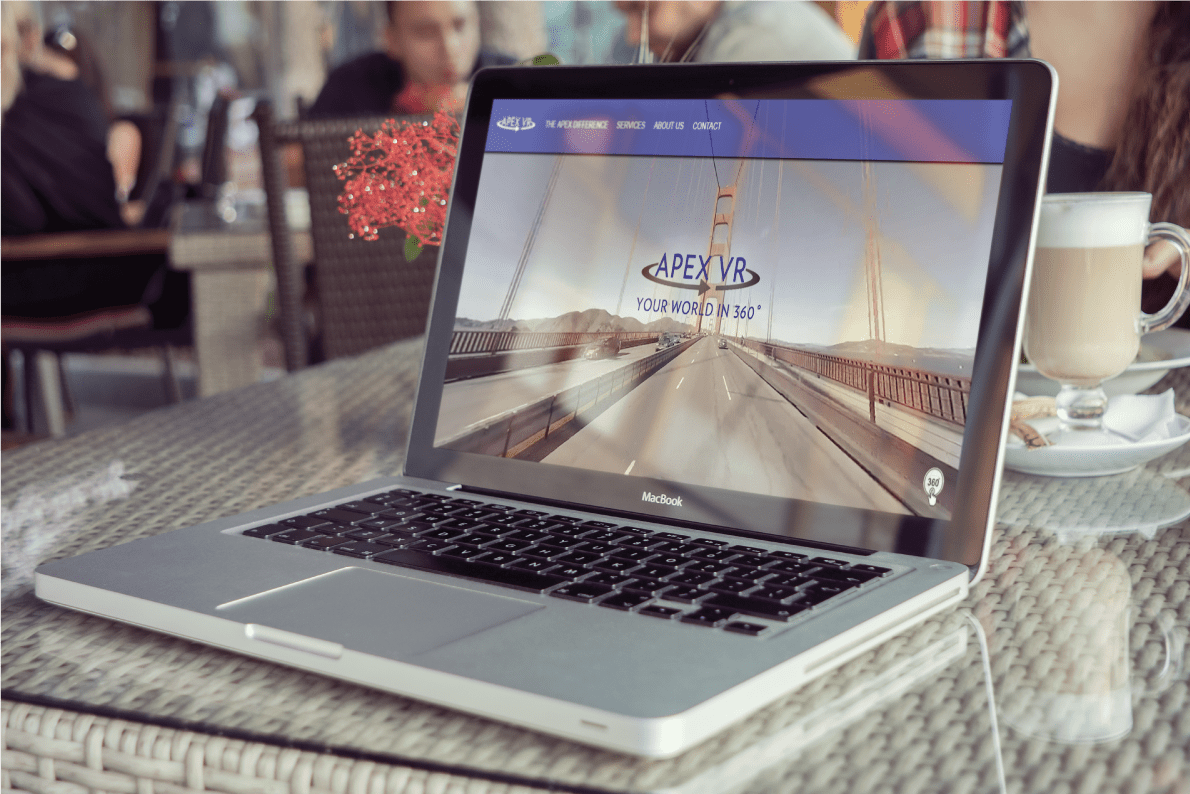 APEX VR THE APEX DIFFERENCE SERVICES ABOUT US CONTACT
APEX VR
YOUR WORLD IN 360°
360°
MacBook